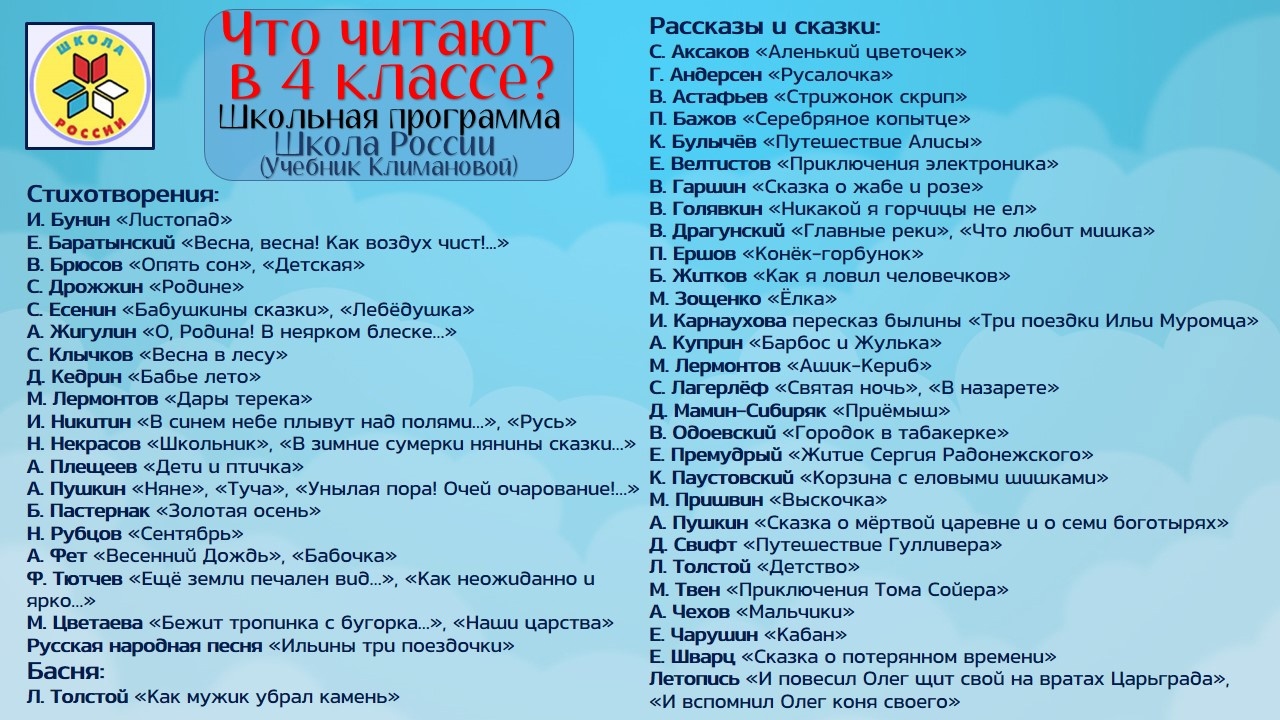 ШКОЛА
РОССИИ
Что читают
в 4 классе?
Школьная программа
Школа России
(Учебник Климановой)
Стихотворения:
И. Бунин «Листопад»
Е. Баратынский «Весна, весна! Как воздух чист!...»
В. Брюсов «Опять сон», «Детская»
С. Дрожжин «Родине»
С. Есенин «Бабушкины сказки», «Лебёдушка»
А. Жигулин «О, Родина! В неярком блеске...»
С. Клычков «Весна в лесу»
Д. Кедрин «Бабье лето»
М. Лермонтов «Дары терека»
И. Никитин «В синем небе плывут над полями...», «Русь»
Н. Некрасов «Школьник», «В зимние сумерки нянины сказки...»
А. Плещеев «Дети и птичка»
А. Пушкин «Няне», «Туча», «Унылая пора! Очей очарование!...»
Б. Пастернак «Золотая осень»
Н. Рубцов «Сентябрь»
А. Фет «Весенний Дождь», «Бабочка»
Ф. Тютчев «Ещё земли печален вид...», «Как неожиданно и
ярко...»
М. Цветаева «Бежит тропинка с бугорка...», «Наши царства»
Русская народная песня «Ильины три поездочки»
Басня:
Л. Толстой «Как мужик убрал камень»
Рассказы и сказки:
С. Аксаков «Аленький цветочек»
Г. Андерсен «Русалочка»
В. Астафьев «Стрижонок скрип»
П. Бажов «Серебряное копытце»
К. Булычёв «Путешествие Алисы»
Е. Велтистов «Приключения электроника»
В. Гаршин «Сказка о жабе и розе»
В. Голявкин «Никакой я горчицы не ел»
В. Драгунский «Главные реки», «Что любит мишка»
П. Ершов «Конёк-горбунок»
Б. Житков «Как я ловил человечков»
М. Зощенко «Ёлка»
И. Карнаухова пересказ былины «Три поездки Ильи Муромца»
А. Куприн «Барбос и Жулька»
М. Лермонтов «Ашик-Кериб»
С. Лагерлёф «Святая ночь», «В назарете»
Д. Мамин-Сибиряк «Приёмыш»
В. Одоевский «Городок в табакерке»
Е. Премудрый «Житие Сергия Радонежского»
К. Паустовский «Корзина с еловыми шишками»
М. Пришвин «Выскочка»
А. Пушкин «Сказка о мёртвой царевне и о семи боготырях»
Д. Свифт «Путешествие Гулливера»
Л. Толстой «Детство»
М. Твен «Приключения Тома Сойера»
А. Чехов «Мальчики»
Е. Чарушин «Кабан»
Е. Шварц «Сказка о потерянном времени»
Летопись «И повесил Олег щит свой на вратах Царьграда»,
«И вспомнил Олег коня своего»